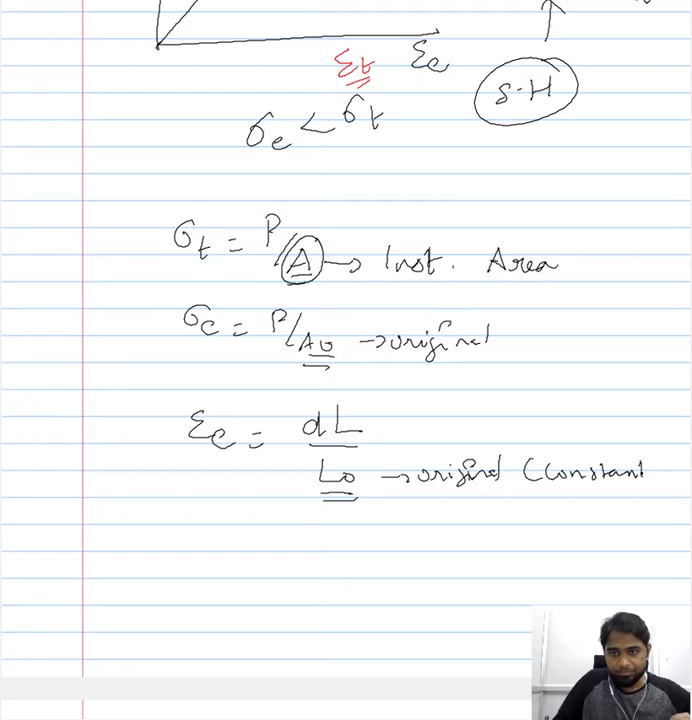 εt εe
S-H
σe < σt
σt = P/A → Inst. Area
σe = P/A0 → original
εe = dL
L0 → original (Constant